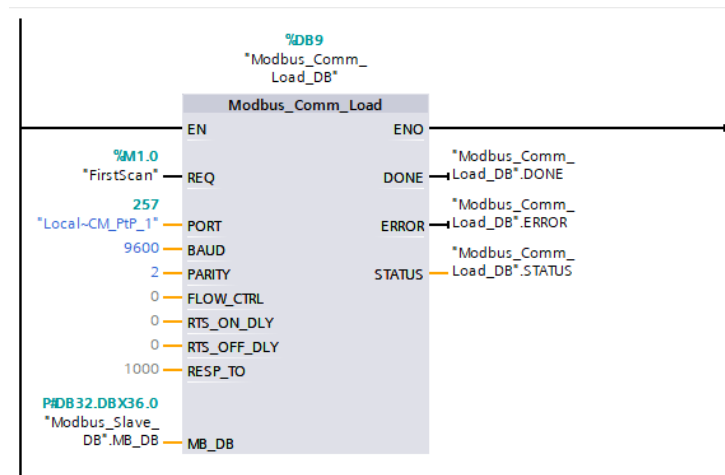 %DB9
"Modbus_Comm_
Load_DB"
Modbus_Comm_Load
EN ENO
%M1.0
"FirstScan" REQ
DONE "Modbus_Comm_
Load_DB".DONE
257
"Local~CM_PtP_1" PORT
ERROR "Modbus_Comm_
Load_DB".ERROR
9600 BAUD
2 PARITY
STATUS "Modbus_Comm_
Load_DB".STATUS
0 FLOW_CTRL
0 RTS_ON_DLY
0 RTS_OFF_DLY
1000 RESP_TO
P#DB32.DBX36.0
"Modbus_Slave_
DB".MB_DB MB_DB